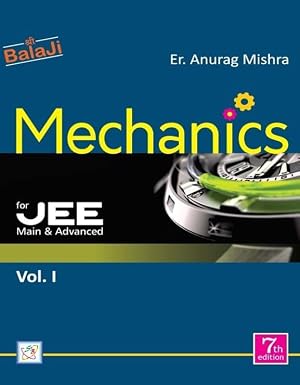 श्री
BalaJi
Er. Anurag Mishra
Mechanics
for JEE
Main & Advanced
Vol. I
7th
edition